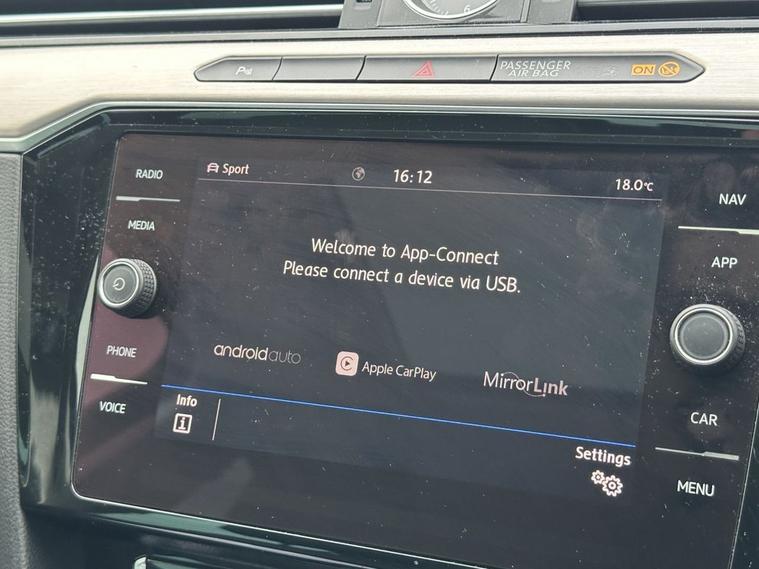 6
P
PASSENGER
AIR BAG
ON
RADIO
Sport
16:12
18.0°C
NAV
MEDIA
Welcome to App-Connect
Please connect a device via USB.
APP
PHONE
androidauto
Apple CarPlay
MirrorLink
VOICE
Info
i
CAR
Settings
MENU